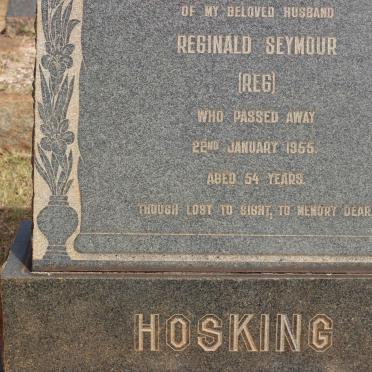 OF MY BELOVED HUSBAND
REGINALD SEYMOUR
(REG)
WHO PASSED AWAY
22ND JANUARY 1955.
AGED 54 YEARS.
THOUGH LOST TO SIGHT, TO MEMORY DEAR
HOSKING